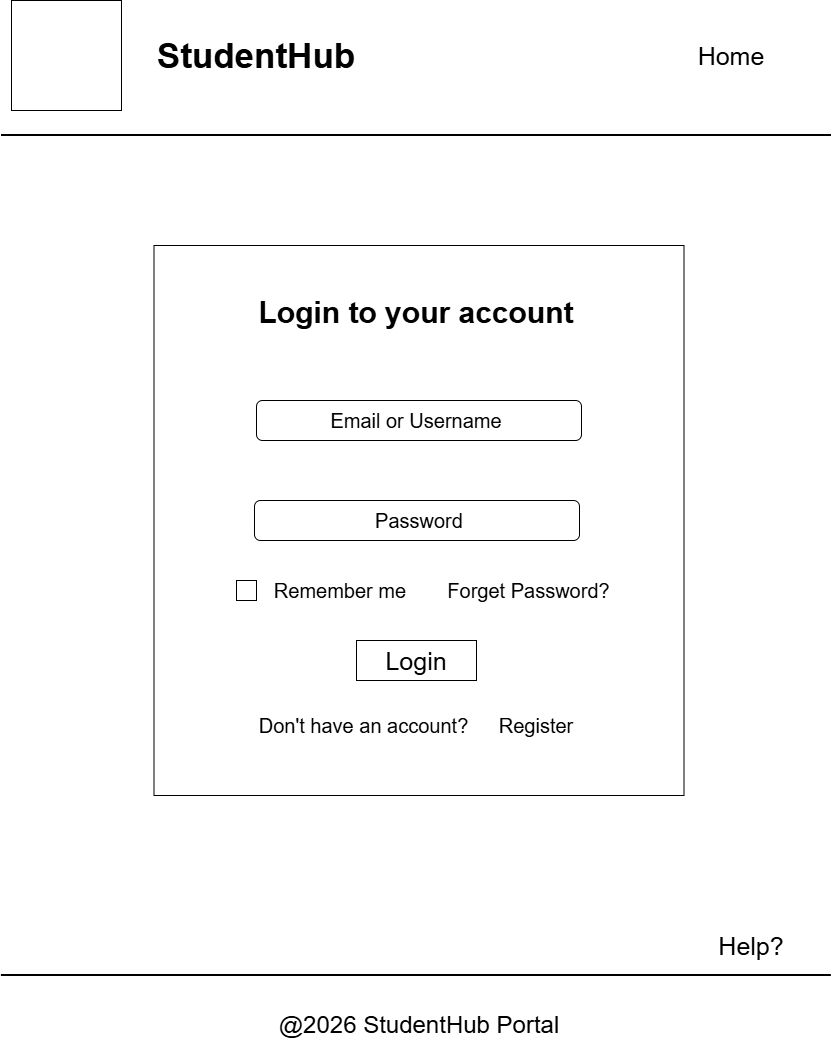 StudentHub
Home
Login to your account
Email or Username
Password
Remember me
Forget Password?
Login
Don't have an account?
Register
Help?
@2026 StudentHub Portal